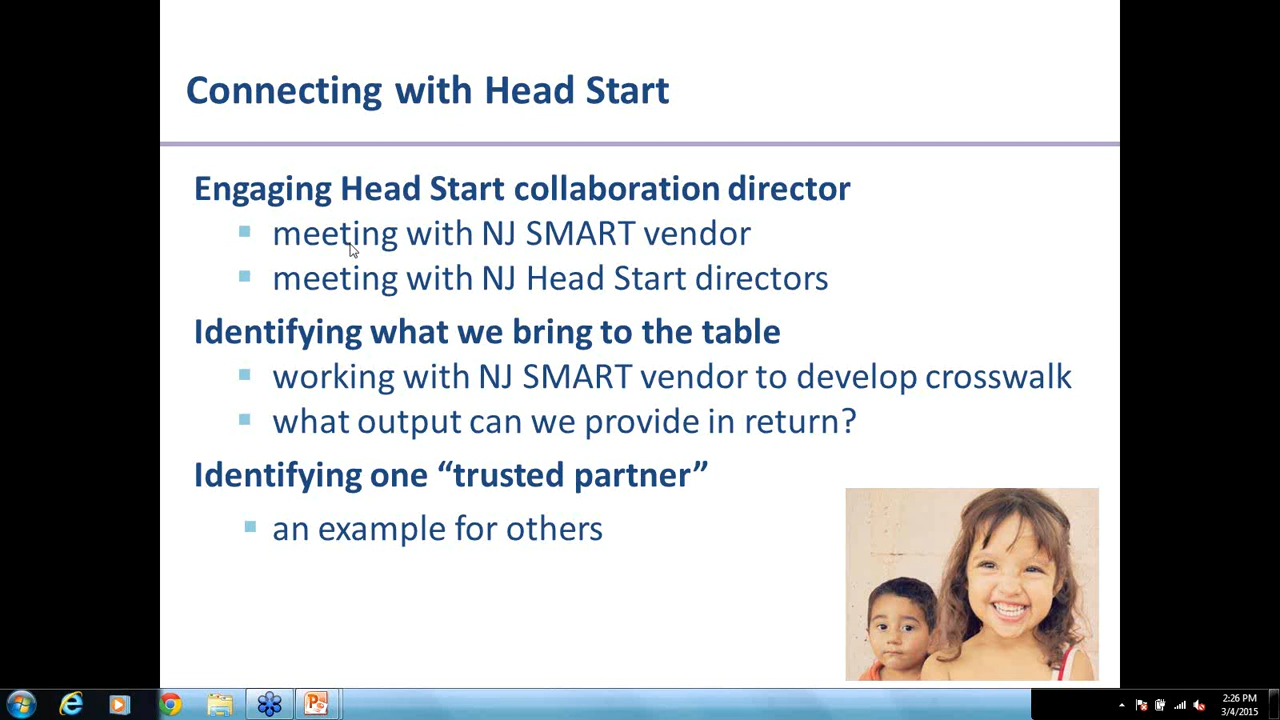 Connecting with Head Start
Engaging Head Start collaboration director
meeting with NJ SMART vendor
meeting with NJ Head Start directors
Identifying what we bring to the table
working with NJ SMART vendor to develop crosswalk
what output can we provide in return?
Identifying one “trusted partner”
an example for others
2:26 PM
3/4/2015